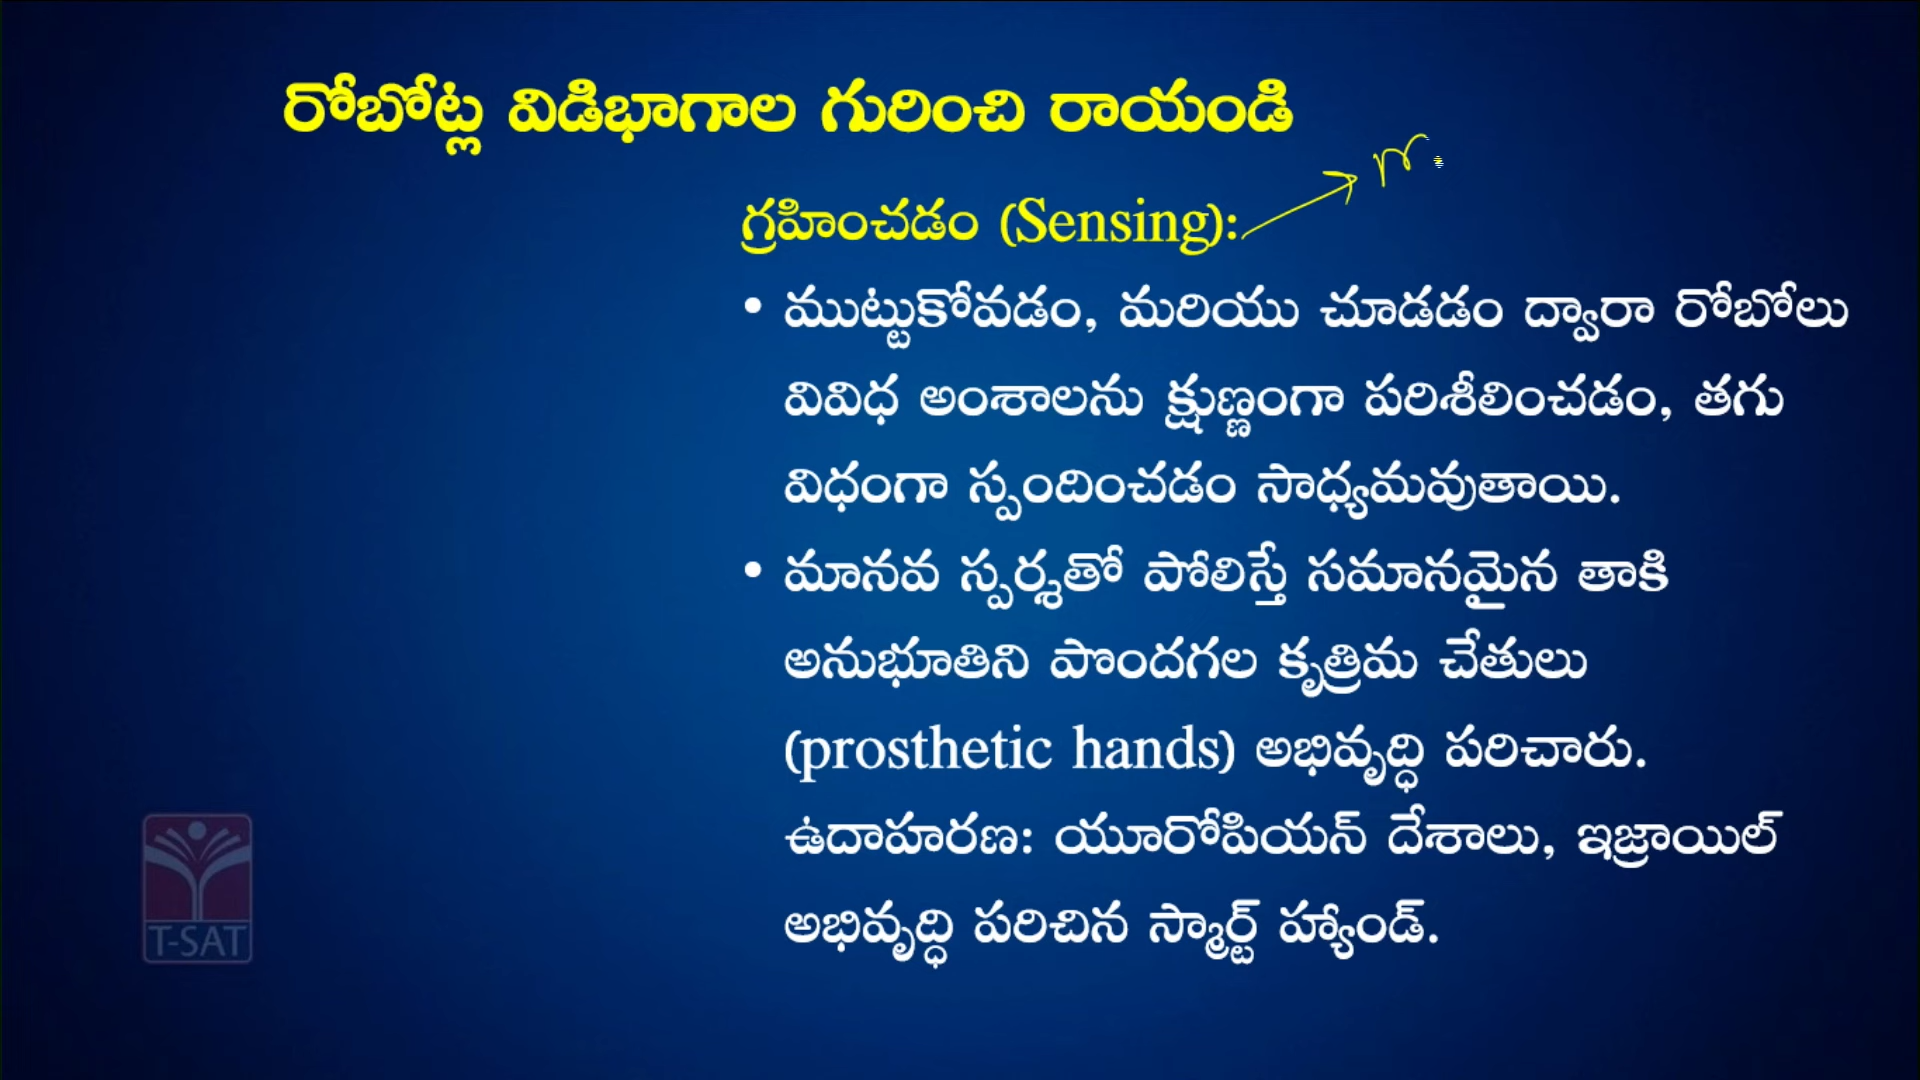 రోబోట్ల విడిభాగాల గురించి రాయండి
గ్రహించడం (Sensing):
• ముట్టుకోవడం, మరియు చూడడం ద్వారా రోబోలు
వివిధ అంశాలను క్షుణ్ణంగా పరిశీలించడం, తగు
విధంగా స్పందించడం సాధ్యమవుతాయి.
• మానవ స్పర్శతో పోలిస్తే సమానమైన తాకి
అనుభూతిని పొందగల కృత్రిమ చేతులు
(prosthetic hands) అభివృద్ధి పరిచారు.
ఉదాహరణ: యూరోపియన్ దేశాలు, ఇజ్రాయిల్
అభివృద్ధి పరిచిన స్మార్ట్ హ్యాండ్.
T-SAT